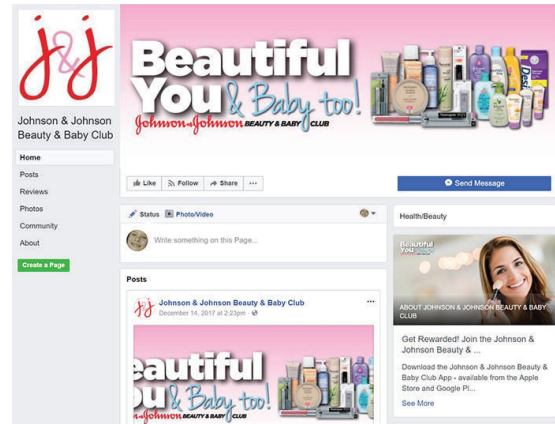 j&j
Johnson & Johnson
Beauty & Baby Club
Home
Posts
Reviews
Photos
Community
About
Create a Page
Beautiful
You & Baby too!
Johnson & Johnson BEAUTY & BABY CLUB
Desitin
Like
Follow
Share
Send Message
Status
Photo/Video
Write something on this Page...
Posts
j&j
Johnson & Johnson Beauty & Baby Club
December 14, 2017 at 2:23pm
eautiful
ou & Baby too!
Johnson BEAUTY & BABY CLUB
Health/Beauty
Beautiful
ABOUT JOHNSON & JOHNSON BEAUTY & BABY
CLUB
Get Rewarded! Join the Johnson &
Johnson Beauty & ...
Download the Johnson & Johnson Beauty &
Baby Club App - available from the Apple
Store and Google Pl...
See More